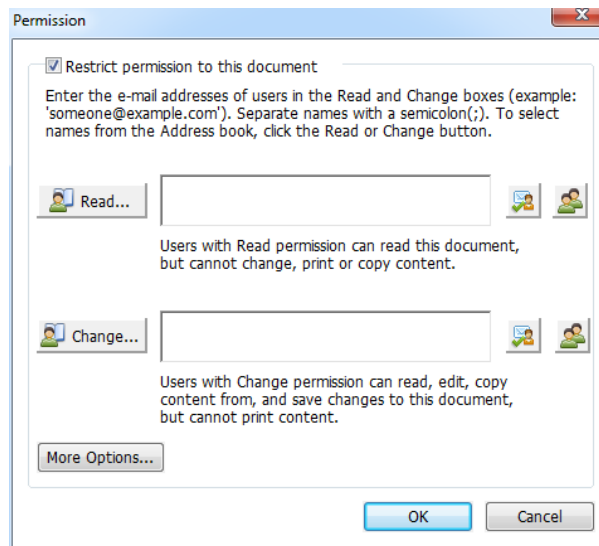 Permission
Restrict permission to this document
Enter the e-mail addresses of users in the Read and Change boxes (example:
'someone@example.com'). Separate names with a semicolon(;). To select
names from the Address book, click the Read or Change button.
Read...
Users with Read permission can read this document,
but cannot change, print or copy content.
Change...
Users with Change permission can read, edit, copy
content from, and save changes to this document,
but cannot print content.
More Options...
OK
Cancel